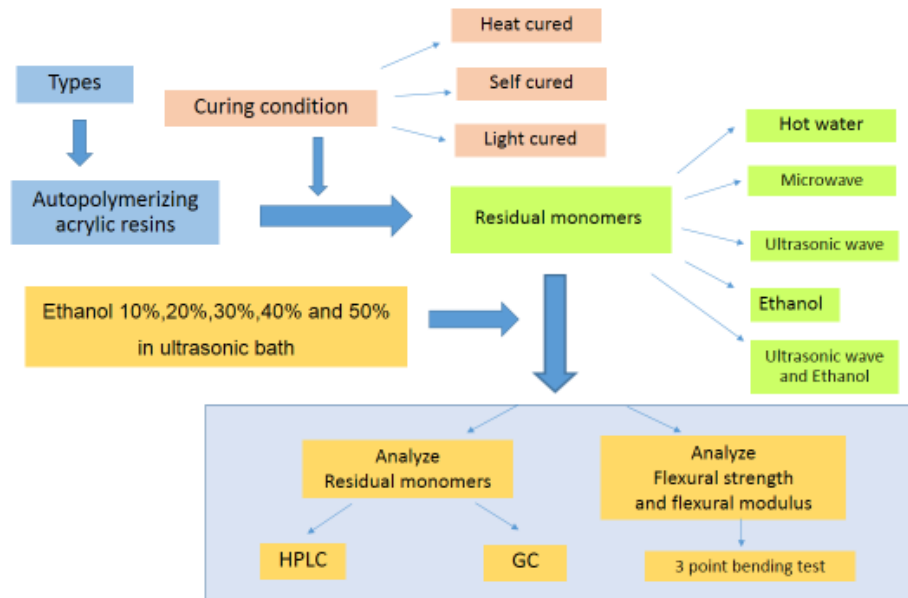 Types
Autopolymerizing
acrylic resins
Curing condition
Heat cured
Self cured
Light cured
Residual monomers
Hot water
Microwave
Ultrasonic wave
Ethanol
Ultrasonic wave
and Ethanol
Ethanol 10%,20%,30%,40% and 50%
in ultrasonic bath
Analyze
Residual monomers
HPLC
GC
Analyze
Flexural strength
and flexural modulus
3 point bending test